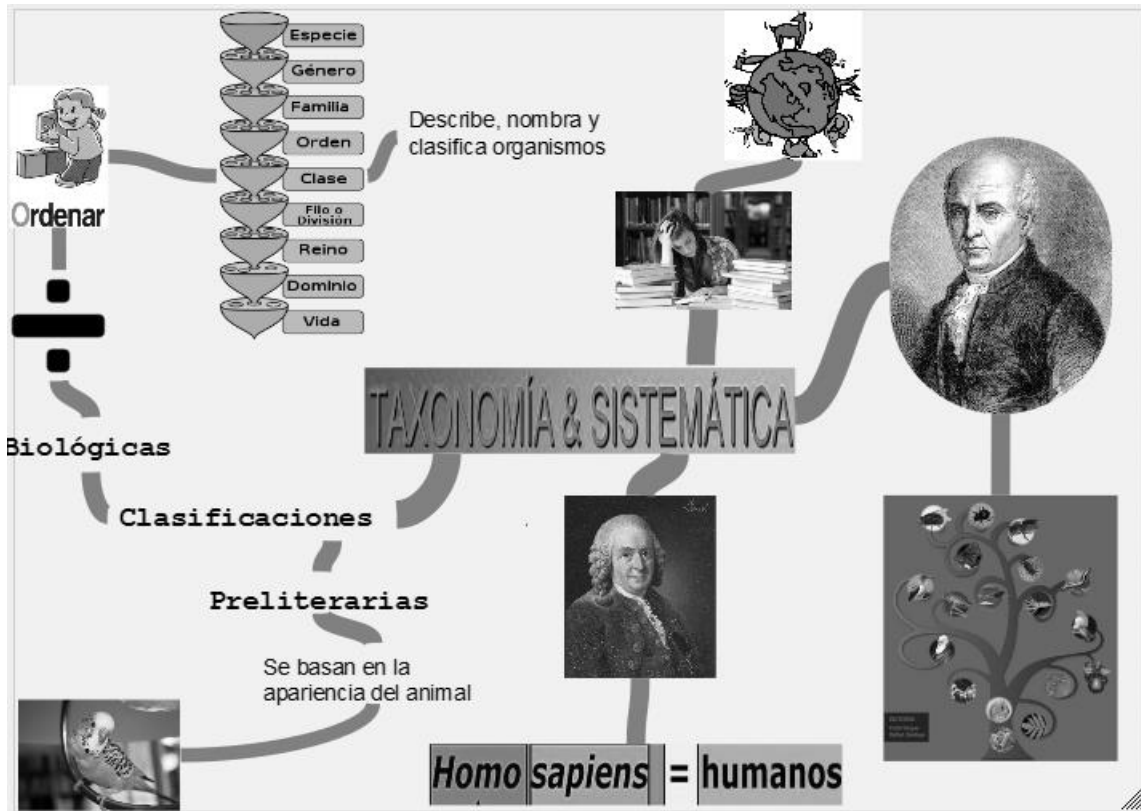 Especie
Género
Familia
Orden
Clase
Filo o
División
Reino
Dominio
Vida
Describe, nombra y
clasifica organismos
Ordenar
TAXONOMÍA & SISTEMÁTICA
Biológicas
Clasificaciones
Preliterarias
Se basan en la
apariencia del animal
Homo sapiens = humanos